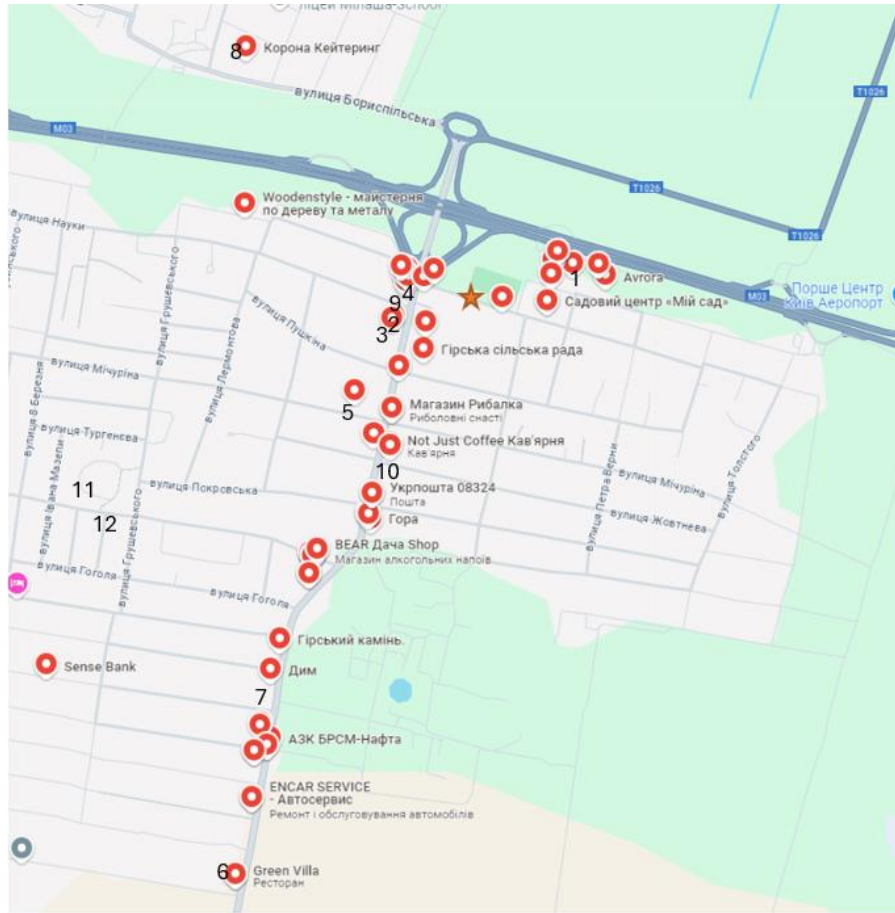 ліцей Мілаша-School
8
Корона Кейтеринг
вулиця Бориспільська
T1026
M03
T1026
Woodenstyle - майстерня
по дереву та металу
вулиця Науки
T1026
1
Avrora
4
9
Садовий центр «Мій сад»
M03
Порше Центр
Київ Аеропорт
3
2
вулиця Пушкіна
вулиця Грушевського
вулиця Лермонтова
Гірська сільська рада
вулиця Мічуріна
вулиця 8 Березня
5
Магазин Рибалка
Риболовні снасті
вулиця Тургенєва
Not Just Coffee Кав'ярня
Кав'ярня
10
вулиця Мічуріна
вулиця Толстого
вулиця Петра Верни
вулиця Івана Мазепи
11
вулиця Покровська
Укрпошта 08324
Пошта
вулиця Жовтнева
12
Гора
вулиця Грушевського
BEAR Дача Shop
Магазин алкогольних напоїв
вулиця Гоголя
вулиця Гоголя
Гірський камінь.
Sense Bank
Дим
7
АЗК БРСМ-Нафта
ENCAR SERVICE
- Автосервис
Ремонт і обслуговування автомобілів
6
Green Villa
Ресторан